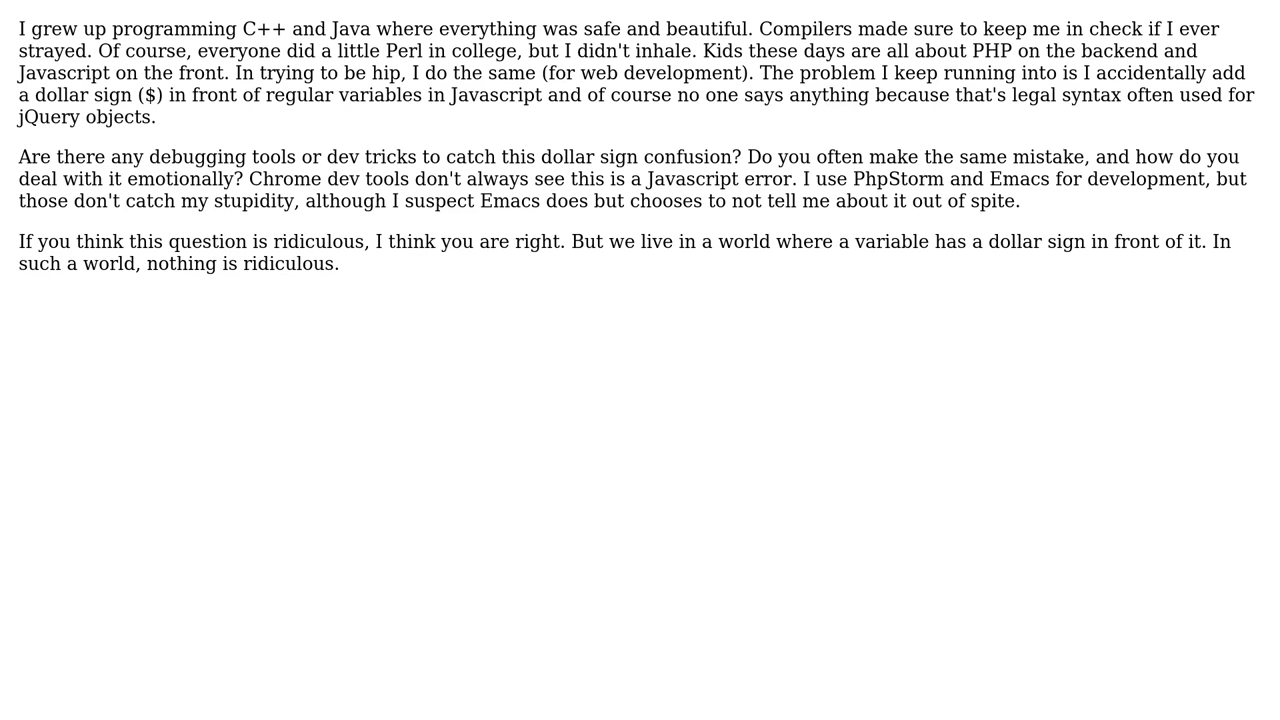 I grew up programming C++ and Java where everything was safe and beautiful. Compilers made sure to keep me in check if I ever
strayed. Of course, everyone did a little Perl in college, but I didn't inhale. Kids these days are all about PHP on the backend and
Javascript on the front. In trying to be hip, I do the same (for web development). The problem I keep running into is I accidentally add
a dollar sign ($) in front of regular variables in Javascript and of course no one says anything because that's legal syntax often used for
jQuery objects.
Are there any debugging tools or dev tricks to catch this dollar sign confusion? Do you often make the same mistake, and how do you
deal with it emotionally? Chrome dev tools don't always see this is a Javascript error. I use PhpStorm and Emacs for development, but
those don't catch my stupidity, although I suspect Emacs does but chooses to not tell me about it out of spite.
If you think this question is ridiculous, I think you are right. But we live in a world where a variable has a dollar sign in front of it. In
such a world, nothing is ridiculous.